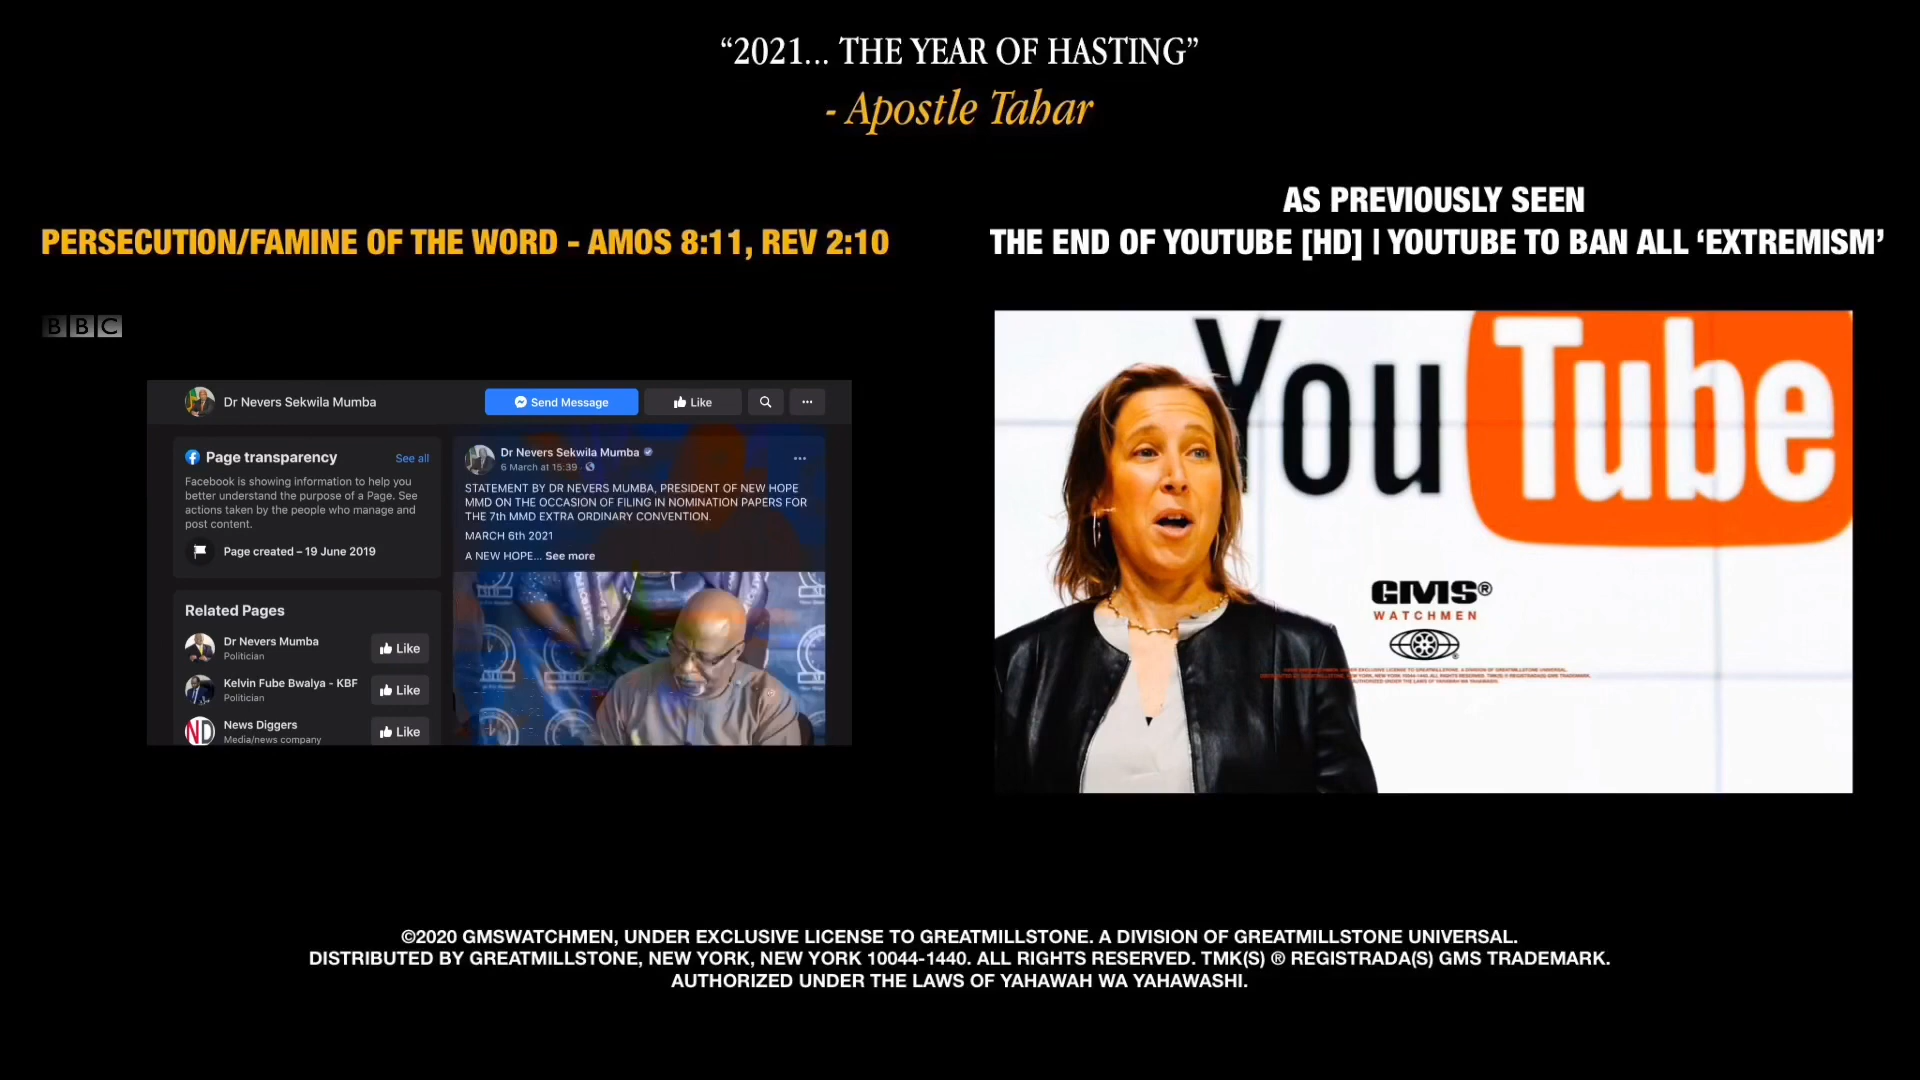 “2021... THE YEAR OF HASTING”
- Apostle Tahar
PERSECUTION/FAMINE OF THE WORD - AMOS 8:11, REV 2:10
BBC
Dr Nevers Sekwila Mumba
Send Message
Like
Page transparency
See all
Facebook is showing information to help you
better understand the purpose of a Page. See
actions taken by the people who manage and
post content.
Page created – 19 June 2019
Related Pages
Dr Nevers Mumba
Politician
Like
Kelvin Fube Bwalya - KBF
Politician
Like
ND
News Diggers
Media/news company
Like
Dr Nevers Sekwila Mumba
6 March at 15:39 ·
STATEMENT BY DR NEVERS MUMBA, PRESIDENT OF NEW HOPE
MMD ON THE OCCASION OF FILING IN NOMINATION PAPERS FOR
THE 7th MMD EXTRA ORDINARY CONVENTION.
MARCH 6th 2021
A NEW HOPE... See more
AS PREVIOUSLY SEEN
THE END OF YOUTUBE [HD] | YOUTUBE TO BAN ALL ‘EXTREMISM’
YouTube
GMS®
WATCHMEN
©2020 GMSWATCHMEN, UNDER EXCLUSIVE LICENSE TO GREATMILLSTONE. A DIVISION OF GREATMILLSTONE UNIVERSAL.
DISTRIBUTED BY GREATMILLSTONE, NEW YORK, NEW YORK 10044-1440. ALL RIGHTS RESERVED. TMK(S) ® REGISTRADA(S) GMS TRADEMARK.
AUTHORIZED UNDER THE LAWS OF YAHAWAH WA YAHAWASHI.